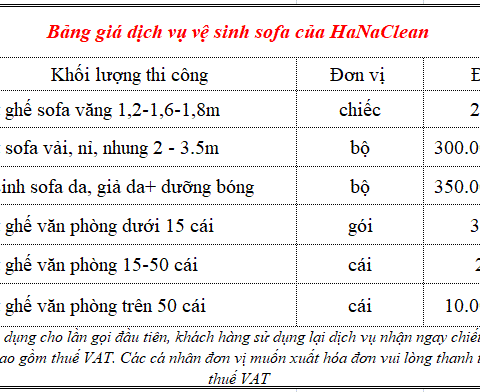 Bảng giá dịch vụ vệ sinh sofa của HaNaClean
Khối lượng thi công Đơn vị Đ
ghế sofa văng 1,2-1,6-1,8m chiếc 2
sofa vải, nỉ, nhung 2 - 3.5m bộ 300.0
inh sofa da, giả da+ dưỡng bóng bộ 350.0
ghế văn phòng dưới 15 cái gói 3
ghế văn phòng 15-50 cái cái 2
ghế văn phòng trên 50 cái cái 10.0
dụng cho lần gọi đầu tiên, khách hàng sử dụng lại dịch vụ nhận ngay chiế
ao gồm thuế VAT. Các cá nhân đơn vị muốn xuất hóa đơn vui lòng thanh t
thuế VAT